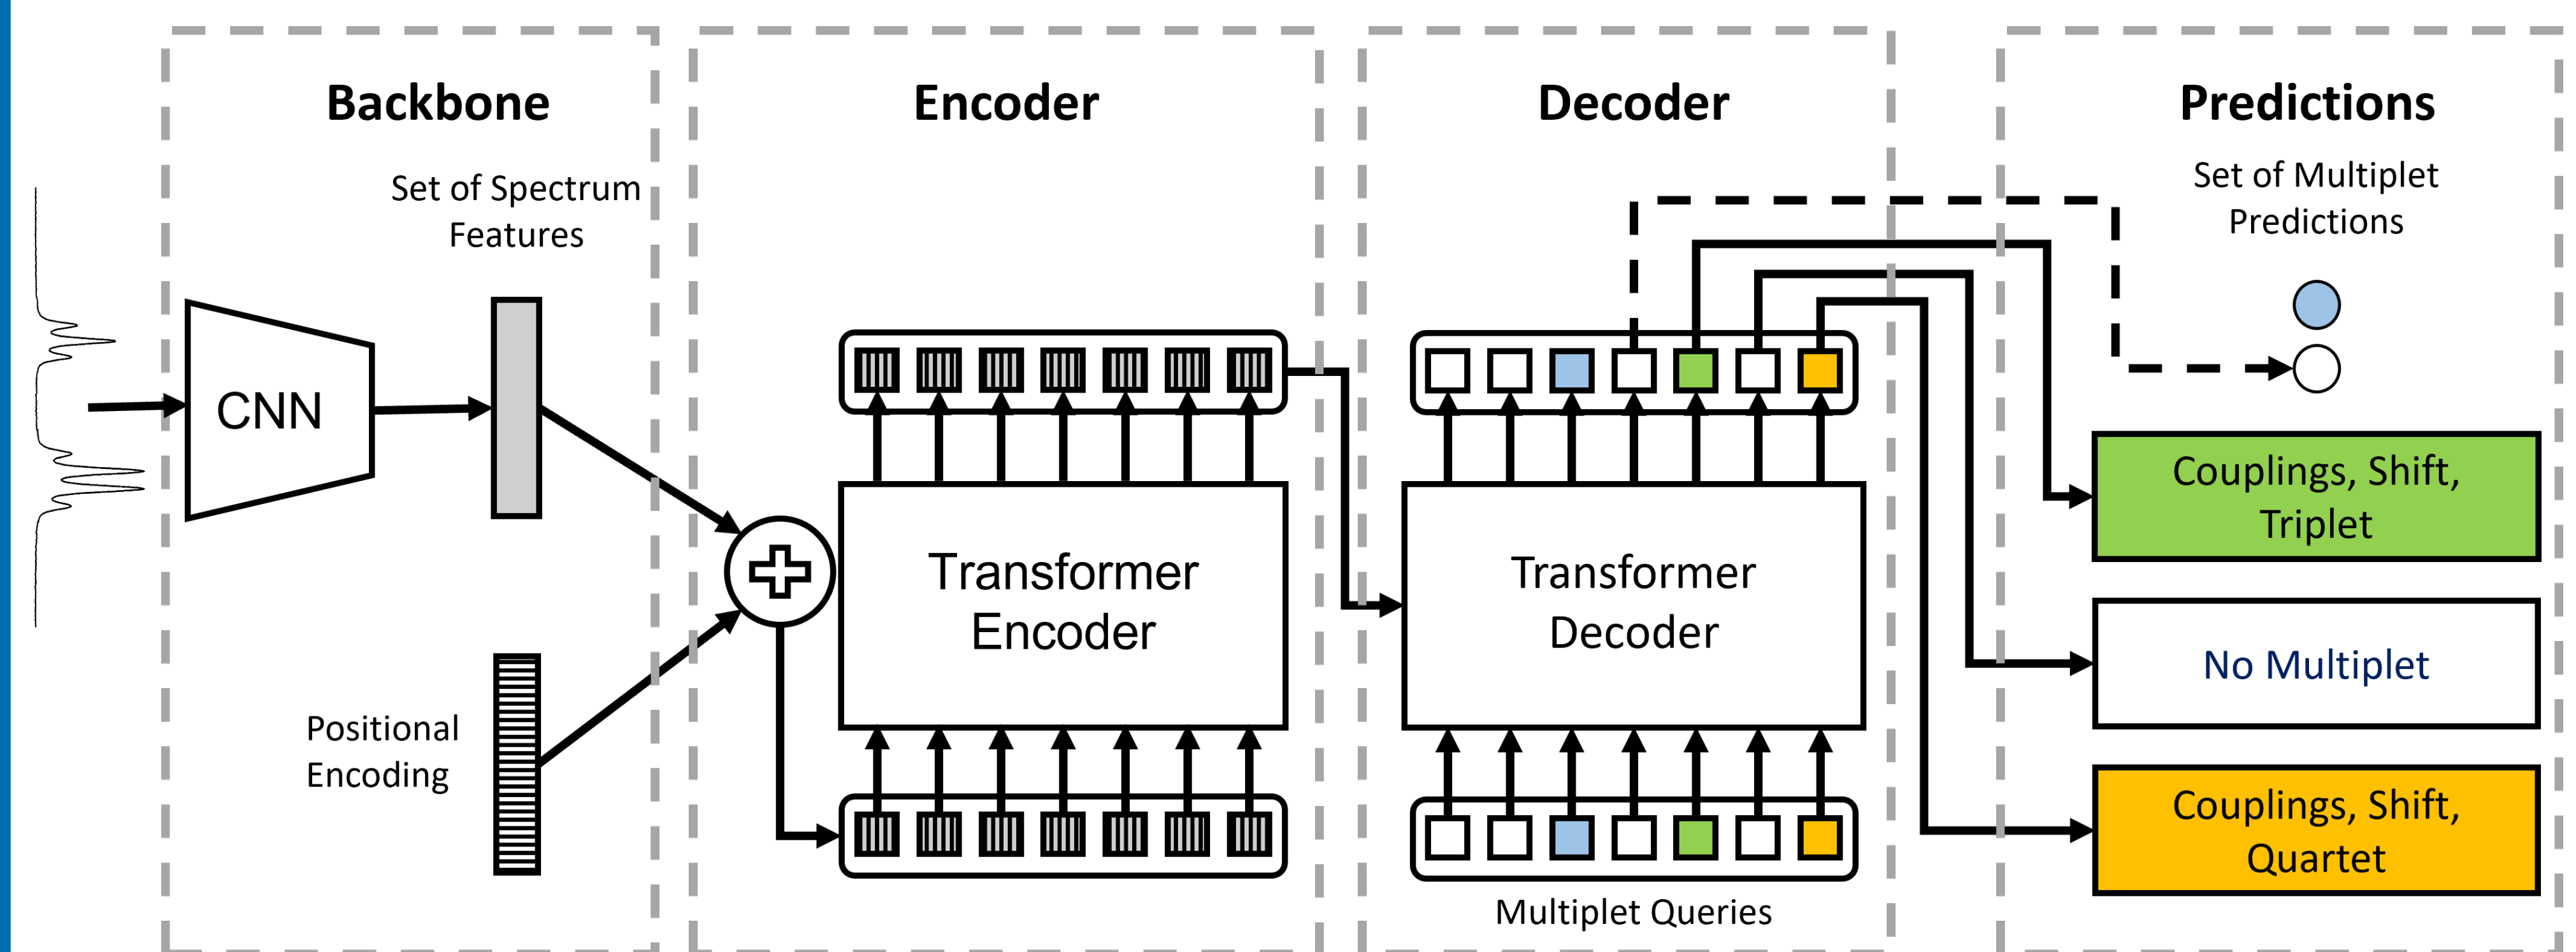 Backbone
Set of Spectrum
Features
CNN
Positional
Encoding
Encoder
Transformer
Encoder
Decoder
Transformer
Decoder
Multiplet Queries
Predictions
Set of Multiplet
Predictions
Couplings, Shift,
Triplet
No Multiplet
Couplings, Shift,
Quartet